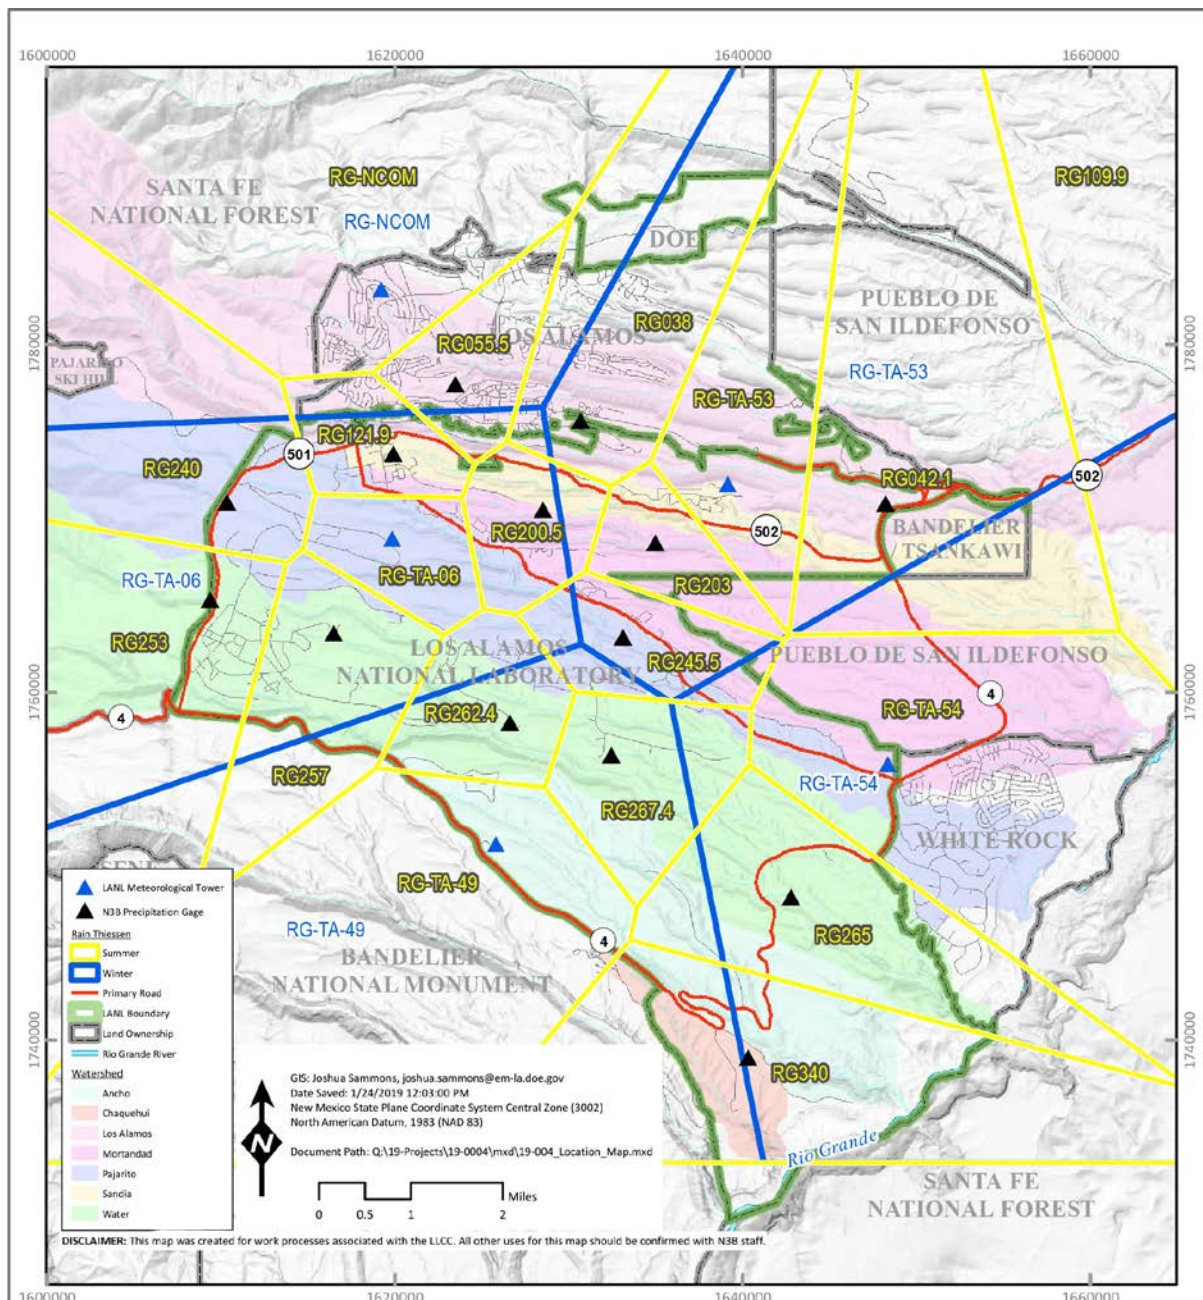 1600000
1620000
1640000
1660000
RG-NCOM
RG109.9
SANTA FE
NATIONAL FOREST
RG-NCOM
DOE
PUEBLO DE
SAN ILDEFONSO
RG038
1780000
1780000
RG055.5
LOS ALAMOS
PAJARITO
SKI HILL
RG-TA-53
RG-TA-53
RG121.9
501
RG240
RG042.1
502
BANDELIER
/ TSANKAWI
RG200.5
502
RG-TA-06
RG-TA-06
RG203
RG253
LOS ALAMOS
NATIONAL LABORATORY
RG245.5
PUEBLO DE SAN ILDEFONSO
1760000
1760000
4
4
RG262.4
RG-TA-54
RG257
RG-TA-54
RG267.4
WHITE ROCK
RG-TA-49
RG-TA-49
4
RG265
BANDELIER
NATIONAL MONUMENT
1740000
1740000
RG340
Rio Grande
SANTA FE
NATIONAL FOREST
LANL Meteorological Tower
N3B Precipitation Gage
Rain Thiessen
Summer
Winter
Primary Road
LANL Boundary
Land Ownership
Rio Grande River
Watershed
Ancho
Chaquehui
Los Alamos
Mortandad
Pajarito
Sandia
Water
N
GIS: Joshua Sammons, joshua.sammons@em-la.doe.gov
Date Saved: 1/24/2019 12:03:00 PM
New Mexico State Plane Coordinate System Central Zone (3002)
North American Datum, 1983 (NAD 83)
Document Path: Q:\19-Projects\19-0004\mxd\19-004_Location_Map.mxd
Miles
0 0.5 1 2
DISCLAIMER: This map was created for work processes associated with the LLCC. All other uses for this map should be confirmed with N3B staff.
1600000
1620000
1640000
1660000